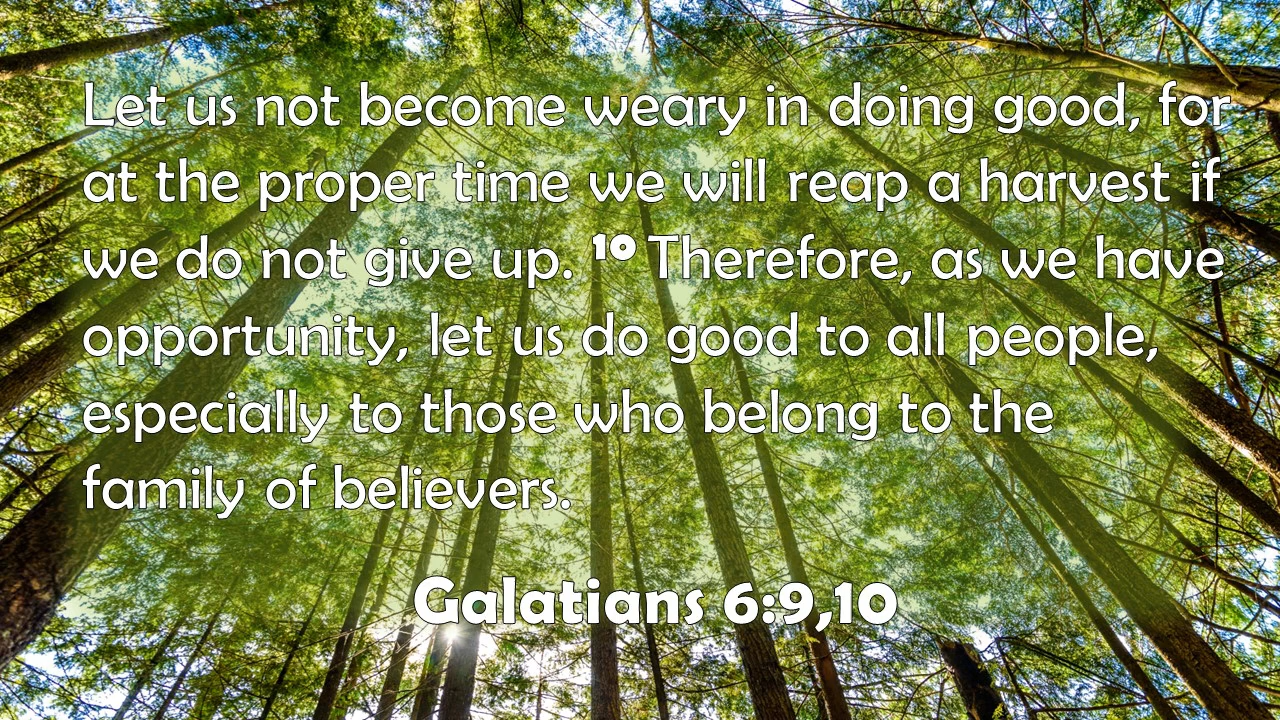 Let us not become weary in doing good, for
at the proper time we will reap a harvest if
we do not give up. ¹⁰ Therefore, as we have
opportunity, let us do good to all people,
especially to those who belong to the
family of believers.
Galatians 6:9,10